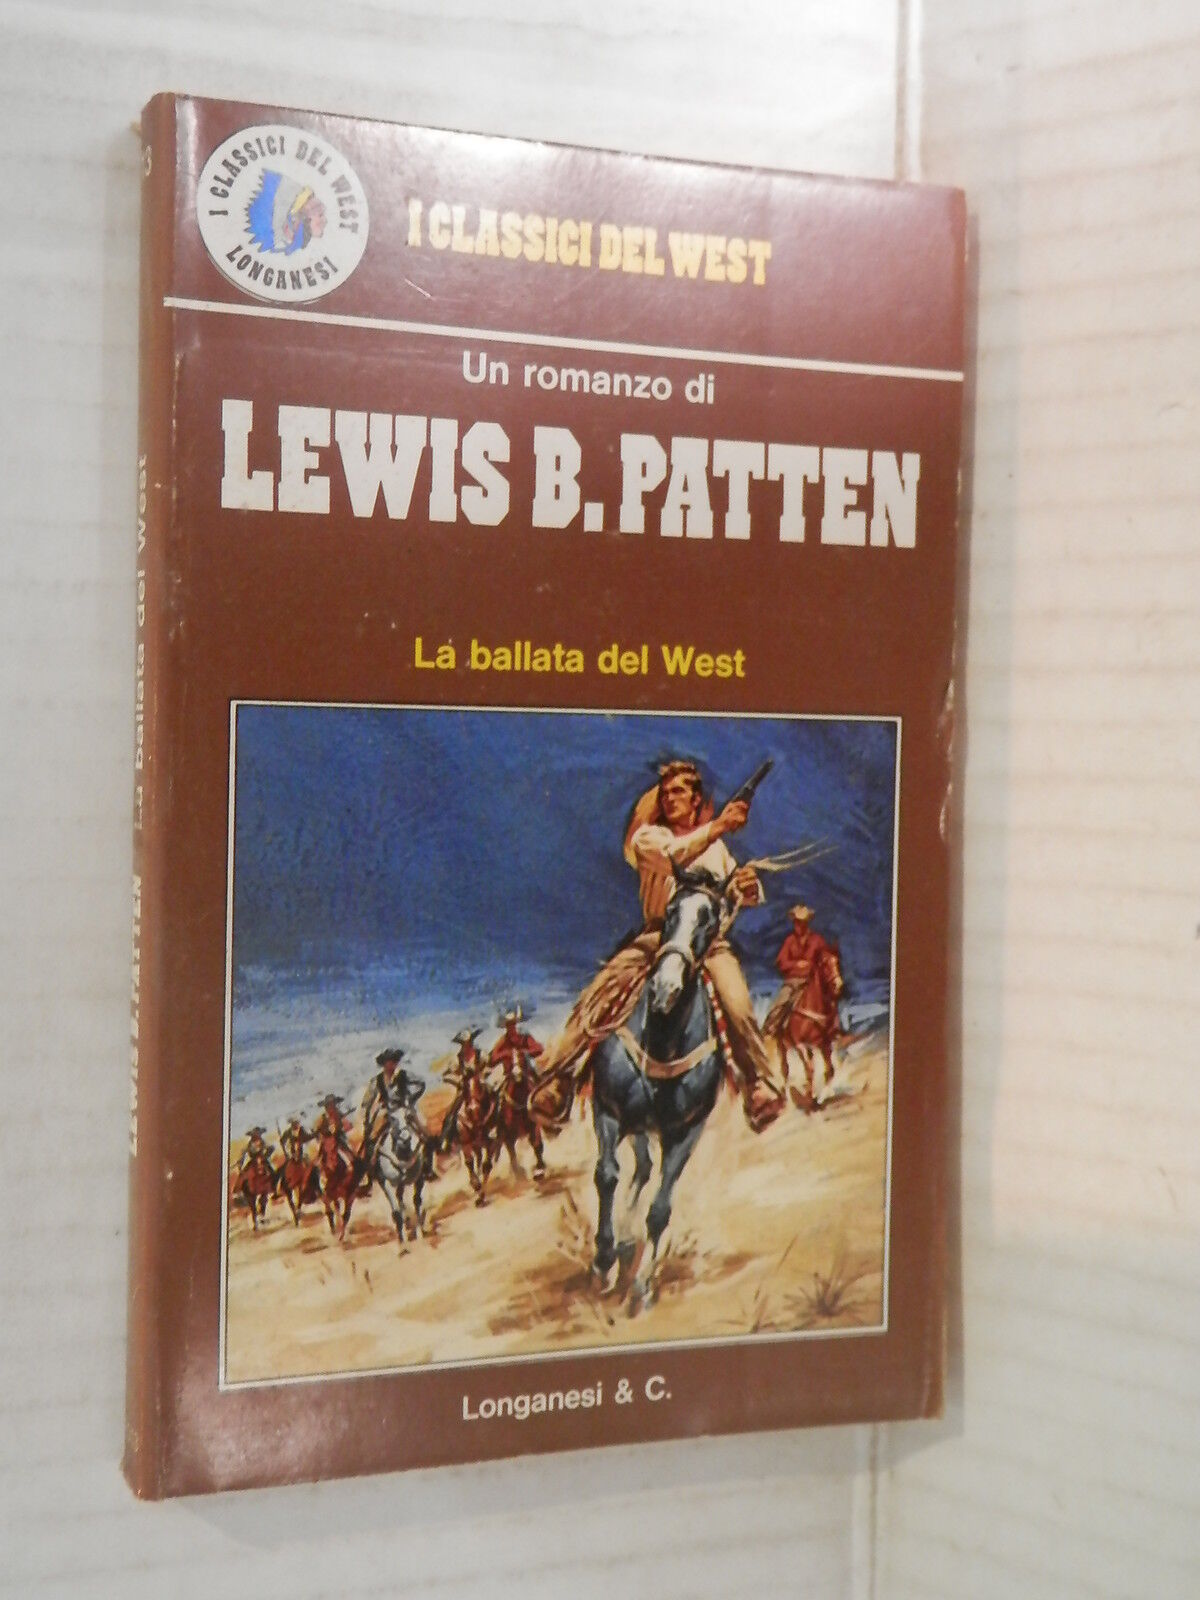 I CLASSICI DEL WEST
LONGANESI
I CLASSICI DEL WEST
Un romanzo di
LEWIS B. PATTEN
La ballata del West
Longanesi & C.
LEWIS B. PATTEN La ballata del West 3